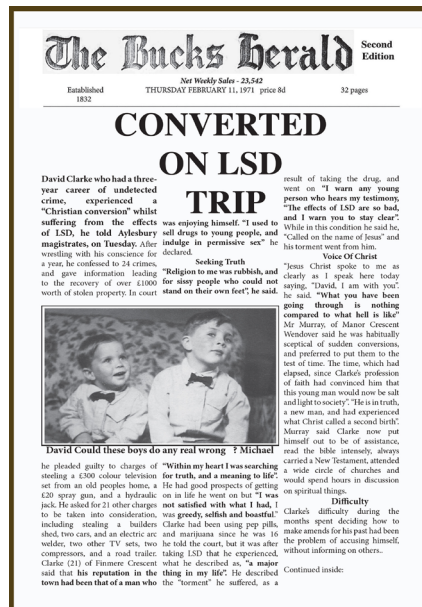 The Bucks Herald
Second
Edition
Net Weekly Sales - 23,542
Eatablished
1832
THURSDAY FEBRUARY 11, 1971 price 8d
32 pages
CONVERTED
ON LSD
TRIP
David Clarke who had a three-
year career of undetected
crime, experienced a
"Christian conversion" whilst
suffering from the effects
of LSD, he told Aylesbury
magistrates, on Tuesday. After
wrestling with his conscience for
a year, he confessed to 24 crimes,
and gave information leading
to the recovery of over £1000
worth of stolen property. In court
was enjoying himself. "I used to
sell drugs to young people, and
indulge in permissive sex" he
declared.
Seeking Truth
"Religion to me was rubbish, and
for sissy people who could not
stand on their own feet", he said.
David Could these boys do any real wrong ? Michael
he pleaded guilty to charges of
steeling a £300 colour television
set from an old peoples home, a
£20 spray gun, and a hydraulic
jack. He asked for 21 other charges
to be taken into consideration,
including stealing a builders
shed, two cars, and an electric arc
welder, two other TV sets, two
compressors, and a road trailer.
Clarke (21) of Finmere Crescent
said that his reputation in the
town had been that of a man who
"Within my heart I was searching
for truth, and a meaning to life".
He had good prospects of getting
on in life he went on but "I was
not satisfied with what I had, I
was greedy, selfish and boastful."
Clarke had been using pep pills,
and marijuana since he was 16
he told the court, but it was after
taking LSD that he experienced,
what he described as, "a major
thing in my life". He described
the "torment" he suffered, as a
result of taking the drug, and
went on "I warn any young
person who hears my testimony,
"The effects of LSD are so bad,
and I warn you to stay clear".
While in this condition he said he,
"Called on the name of Jesus" and
his torment went from him.
Voice Of Christ
"Jesus Christ spoke to me as
clearly as I speak here today
saying, "David, I am with you".
he said. "What you have been
going through is nothing
compared to what hell is like"
Mr Murray, of Manor Crescent
Wendover said he was habitually
sceptical of sudden conversions,
and preferred to put them to the
test of time. The time, which had
elapsed, since Clarke's profession
of faith had convinced him that
this young man would now be salt
and light to society". "He is in truth,
a new man, and had experienced
what Christ called a second birth".
Murray said Clarke now put
himself out to be of assistance,
read the bible intensely, always
carried a New Testament, attended
a wide circle of churches and
would spend hours in discussion
on spiritual things.
Difficulty
Clarke's difficulty during the
months spent deciding how to
make amends for his past had been
the problem of accusing himself,
without informing on others..
Continued inside: